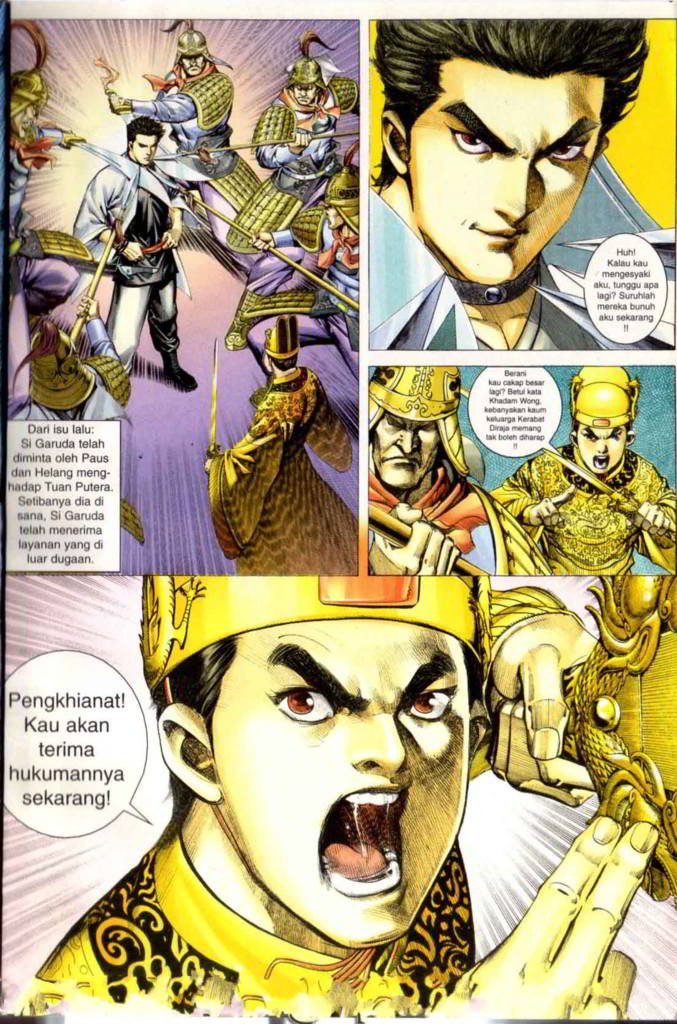 Dari isu lalu:
Si Garuda telah
diminta oleh Paus
dan Helang meng-
hadap Tuan Putera.
Setibanya dia di
sana, Si Garuda
telah menerima
layanan yang di
luar dugaan.
Huh!
Kalau kau
mengesyaki
aku, tunggu apa
lagi? Suruhlah
mereka bunuh
aku sekarang
!!
Berani
kau cakap besar
lagi? Betul kata
Khadam Wong,
kebanyakan kaum
keluarga Kerabat
Diraja memang
tak boleh diharap
!!
Pengkhianat!
Kau akan
terima
hukumannya
sekarang!